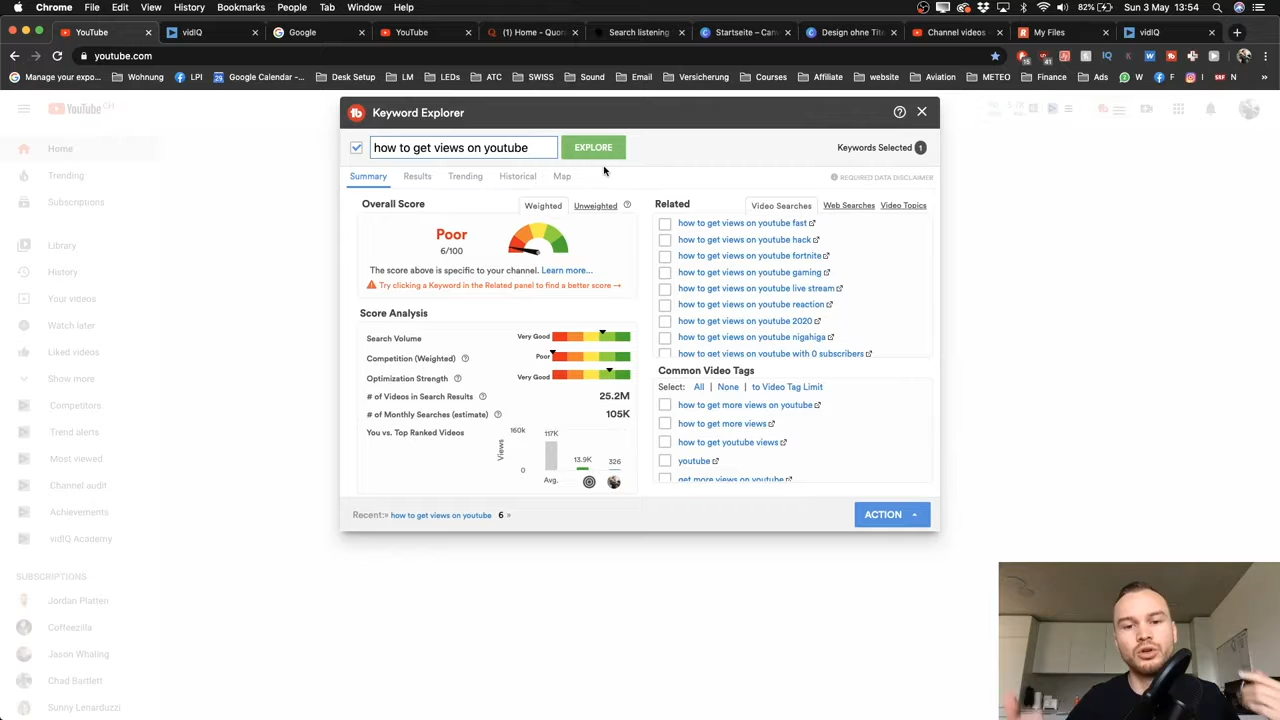 Chrome File Edit View History Bookmarks People Tab Window Help
82% Sun 3 May 13:54
YouTube
vidIQ
Google
YouTube
(1) Home - Quor
Search listening
Startseite – Can
Design ohne Tite
Channel videos
My Files
vidIQ
youtube.com
Manage your expo... Wohnung LPI Google Calendar -... Desk Setup LM LEDs ATC SWISS Sound Email Versicherung Courses Affiliate website Aviation METEO Finance Ads
YouTube CH
Home
Trending
Subscriptions
Library
History
Your videos
Watch later
Liked videos
Show more
Competitors
Trend alerts
Most viewed
Channel audit
Achievements
vidIQ Academy
SUBSCRIPTIONS
Jordan Platten
Coffeezilla
Jason Whaling
Chad Bartlett
Sunny Lenarduzzi
tb Keyword Explorer
how to get views on youtube EXPLORE
Keywords Selected 1
Summary Results Trending Historical Map
REQUIRED DATA DISCLAIMER
Overall Score Weighted Unweighted
Poor
6/100
The score above is specific to your channel. Learn more...
Try clicking a Keyword in the Related panel to find a better score →
Score Analysis
Search Volume Very Good
Competition (Weighted) Poor
Optimization Strength Very Good
# of Videos in Search Results 25.2M
# of Monthly Searches (estimate) 105K
You vs. Top Ranked Videos
Views
160k
0
117K
13.9K
326
Avg.
Related Video Searches Web Searches Video Topics
how to get views on youtube fast
how to get views on youtube hack
how to get views on youtube fortnite
how to get views on youtube gaming
how to get views on youtube live stream
how to get views on youtube reaction
how to get views on youtube 2020
how to get views on youtube nigahiga
how to get views on youtube with 0 subscribers
Common Video Tags
Select: All | None | to Video Tag Limit
how to get more views on youtube
how to get more views
how to get youtube views
youtube
get more views on youtube
Recent:» how to get views on youtube 6 »
ACTION